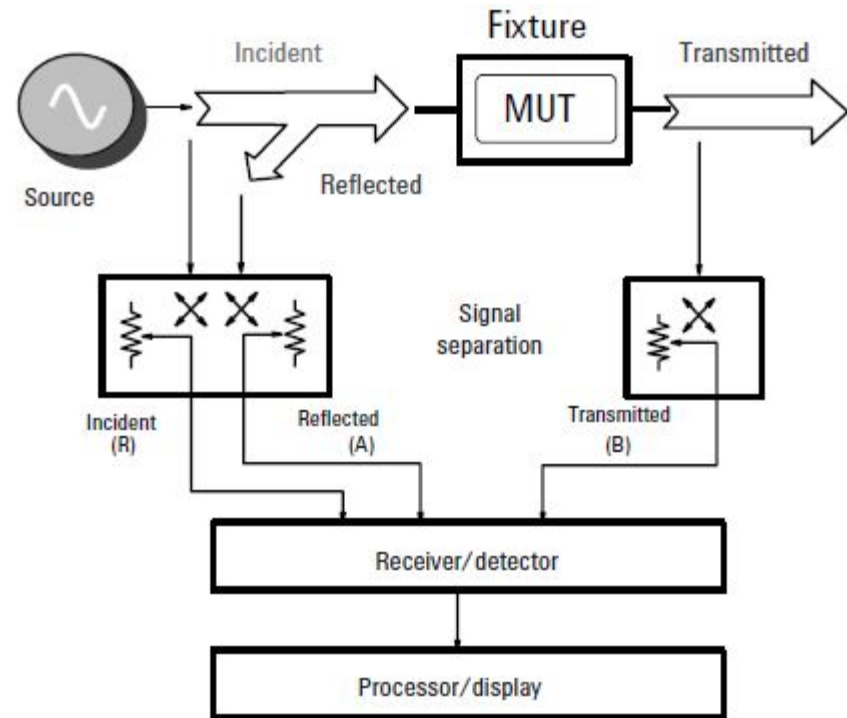 Fixture
Incident
Transmitted
MUT
Reflected
Source
Signal
separation
Incident
(R)
Reflected
(A)
Transmitted
(B)
Receiver/detector
Processor/display